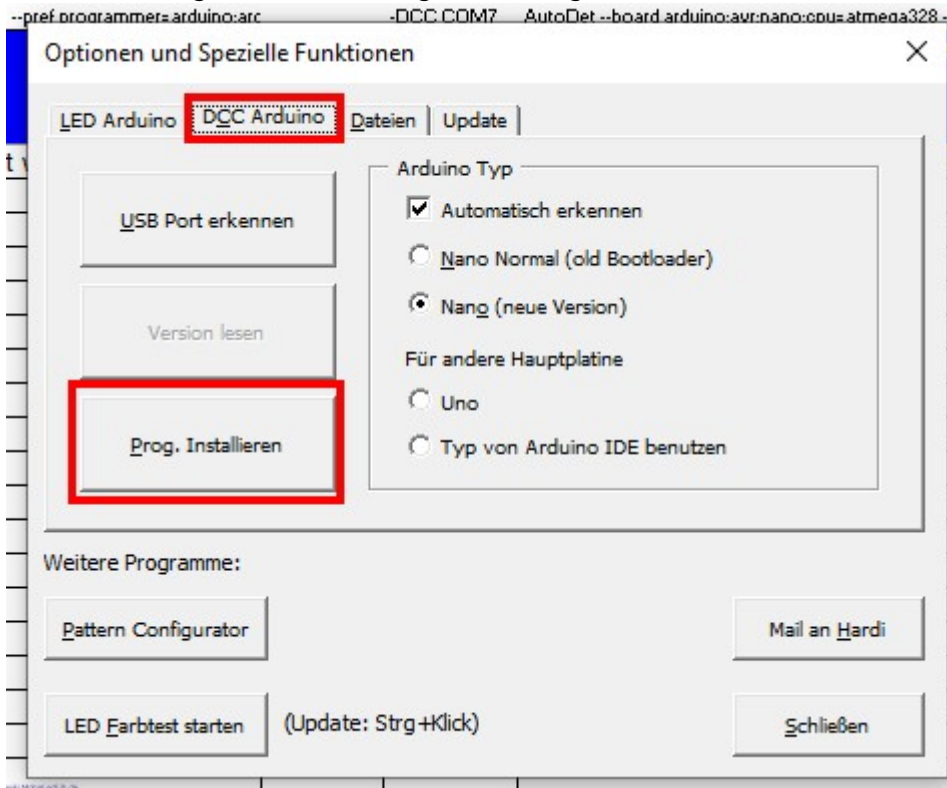 --pref programmer=arduino:arc -DCC COM7 AutoDet --board arduino:avr:nano:cpu=atmega328
Optionen und Spezielle Funktionen
LED Arduino DCC Arduino Dateien Update
USB Port erkennen
Version lesen
Prog. Installieren
Arduino Typ
Automatisch erkennen
Nano Normal (old Bootloader)
Nano (neue Version)
Für andere Hauptplatine
Uno
Typ von Arduino IDE benutzen
Weitere Programme:
Pattern Configurator
Mail an Hardi
LED Farbtest starten (Update: Strg+Klick)
Schließen